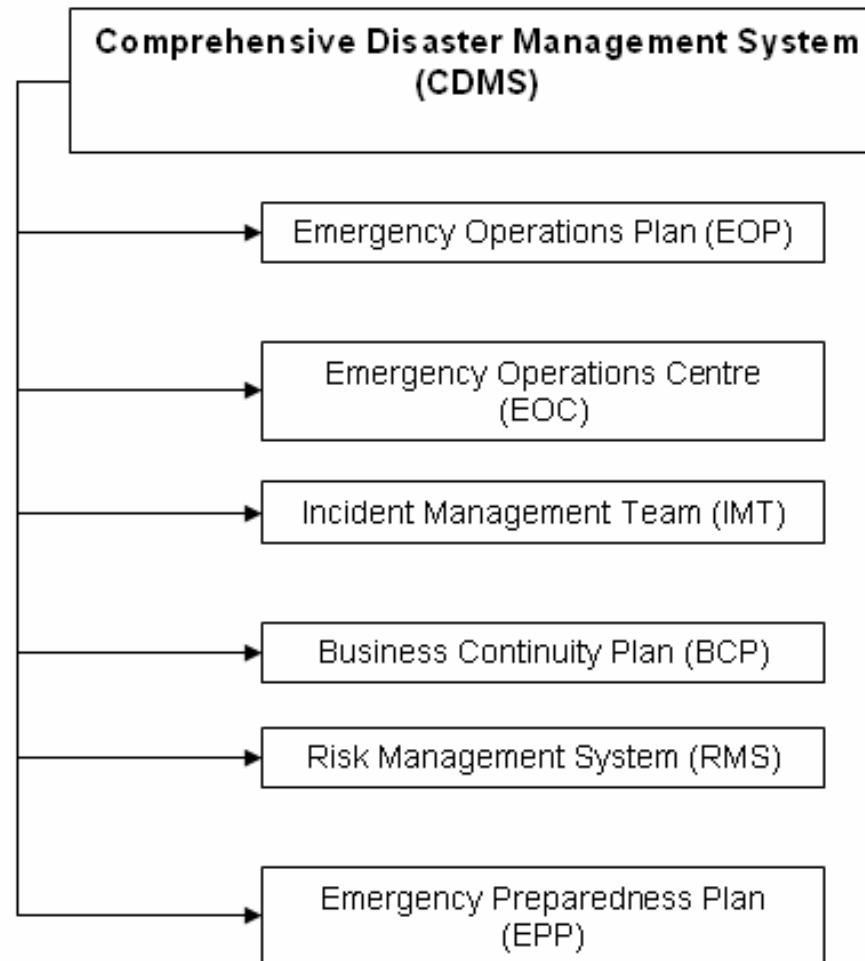 Comprehensive Disaster Management System
(CDMS)
Emergency Operations Plan (EOP)
Emergency Operations Centre
(EOC)
Incident Management Team (IMT)
Business Continuity Plan (BCP)
Risk Management System (RMS)
Emergency Preparedness Plan
(EPP)